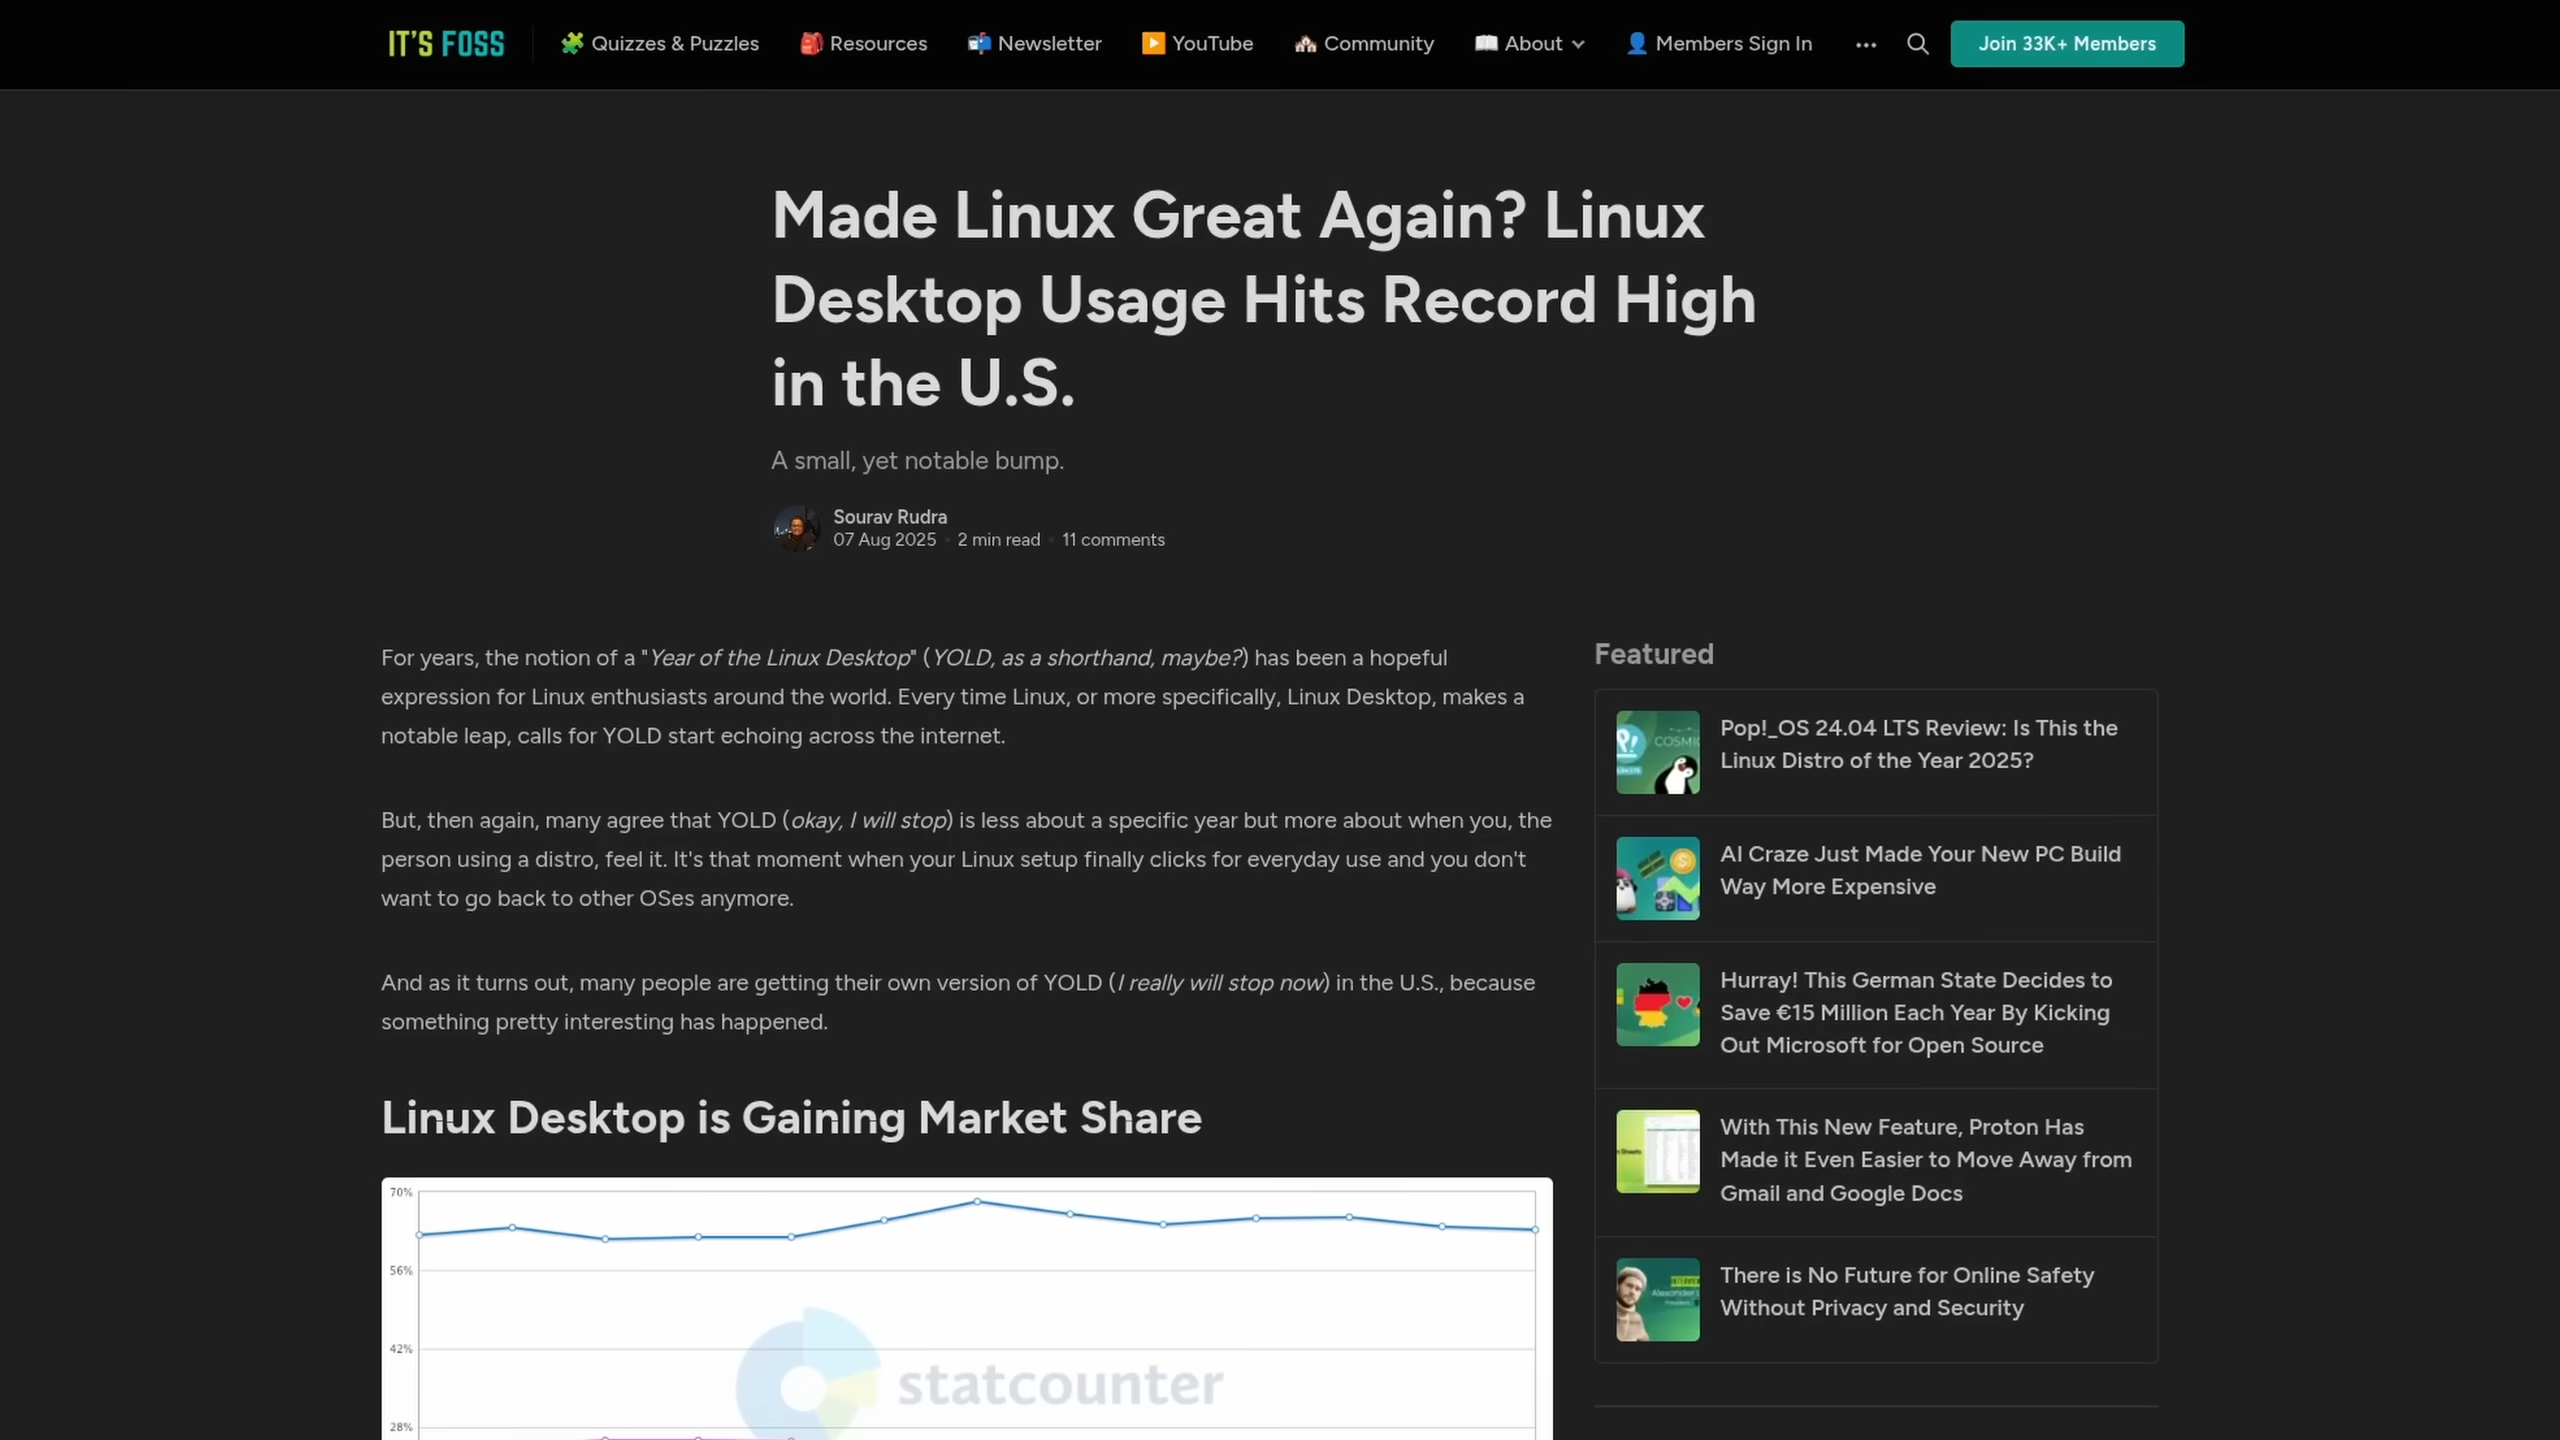 IT'S FOSS
Quizzes & Puzzles
Resources
Newsletter
YouTube
Community
About
Members Sign In
Join 33K+ Members
Made Linux Great Again? Linux
Desktop Usage Hits Record High
in the U.S.
A small, yet notable bump.
Sourav Rudra
07 Aug 2025 • 2 min read • 11 comments
For years, the notion of a "Year of the Linux Desktop" (YOLD, as a shorthand, maybe?) has been a hopeful
expression for Linux enthusiasts around the world. Every time Linux, or more specifically, Linux Desktop, makes a
notable leap, calls for YOLD start echoing across the internet.
But, then again, many agree that YOLD (okay, I will stop) is less about a specific year but more about when you, the
person using a distro, feel it. It's that moment when your Linux setup finally clicks for everyday use and you don't
want to go back to other OSes anymore.
And as it turns out, many people are getting their own version of YOLD (I really will stop now) in the U.S., because
something pretty interesting has happened.
Linux Desktop is Gaining Market Share
70%
56%
42%
28%
statcounter
Featured
COSMIC
Pop!_OS 24.04 LTS Review: Is This the
Linux Distro of the Year 2025?
AI Craze Just Made Your New PC Build
Way More Expensive
Hurray! This German State Decides to
Save €15 Million Each Year By Kicking
Out Microsoft for Open Source
Sheets
With This New Feature, Proton Has
Made it Even Easier to Move Away from
Gmail and Google Docs
Alexander
There is No Future for Online Safety
Without Privacy and Security